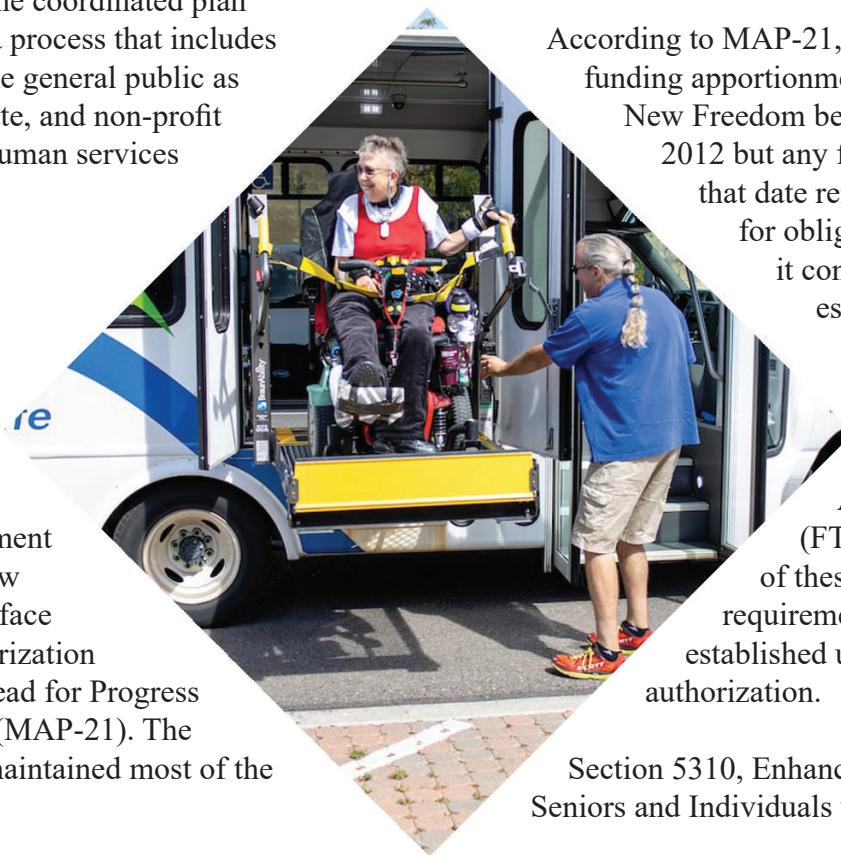 he coordinated plan
a process that includes
e general public as
te, and non-profit
uman services
According to MAP-21,
funding apportionme
New Freedom be
2012 but any f
that date re
for oblig
it con
es
BraunAbility
re
SCOTT
ment
w
face
rization
ead for Progress
(MAP-21). The
maintained most of the
(FT
of thes
requireme
established u
authorization.
Section 5310, Enhanc
Seniors and Individuals